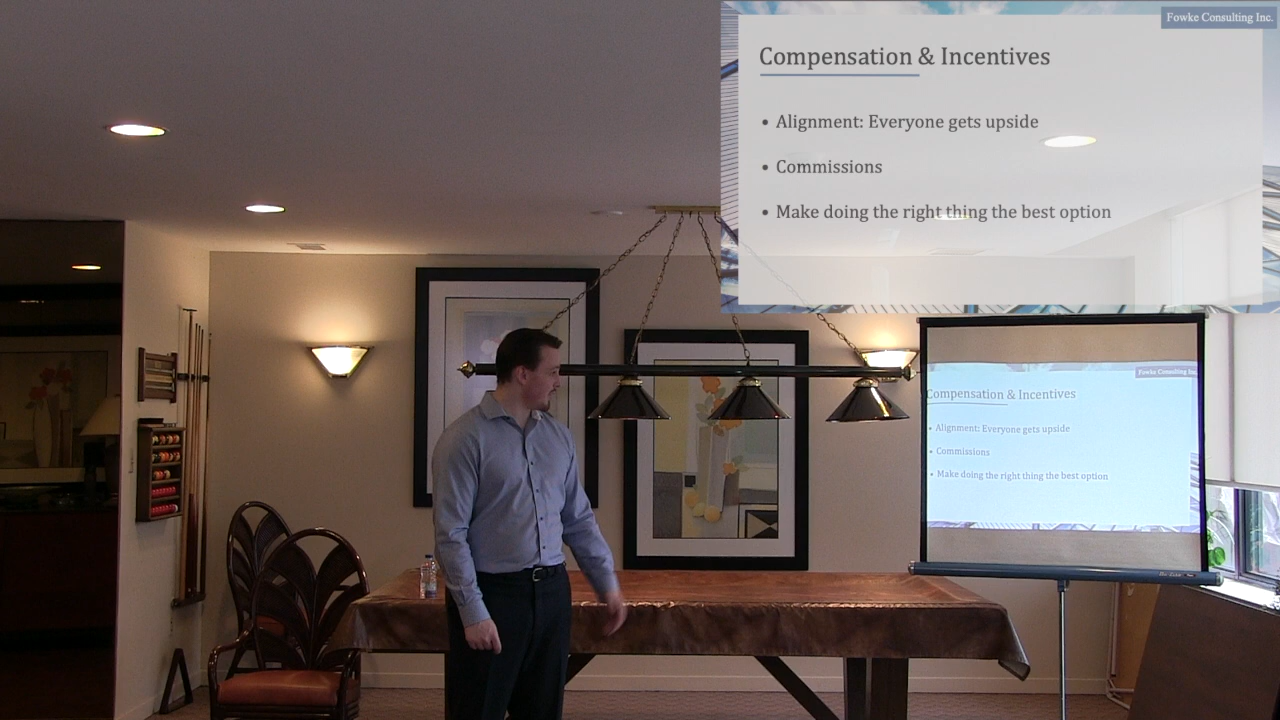 Fowke Consulting Inc.
Compensation & Incentives
• Alignment: Everyone gets upside
• Commissions
• Make doing the right thing the best option
Fowke Consulting Inc.
Compensation & Incentives
• Alignment: Everyone gets upside
• Commissions
• Make doing the right thing the best option